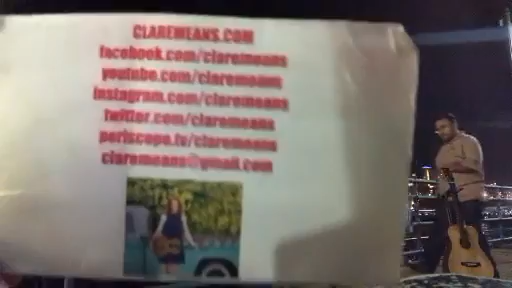 CLAREMEANS.COM
facebook.com/claremeans
youtube.com/claremeans
instagram.com/claremeans
twitter.com/claremeans
periscope.tv/claremeans
claremeans@gmail.com